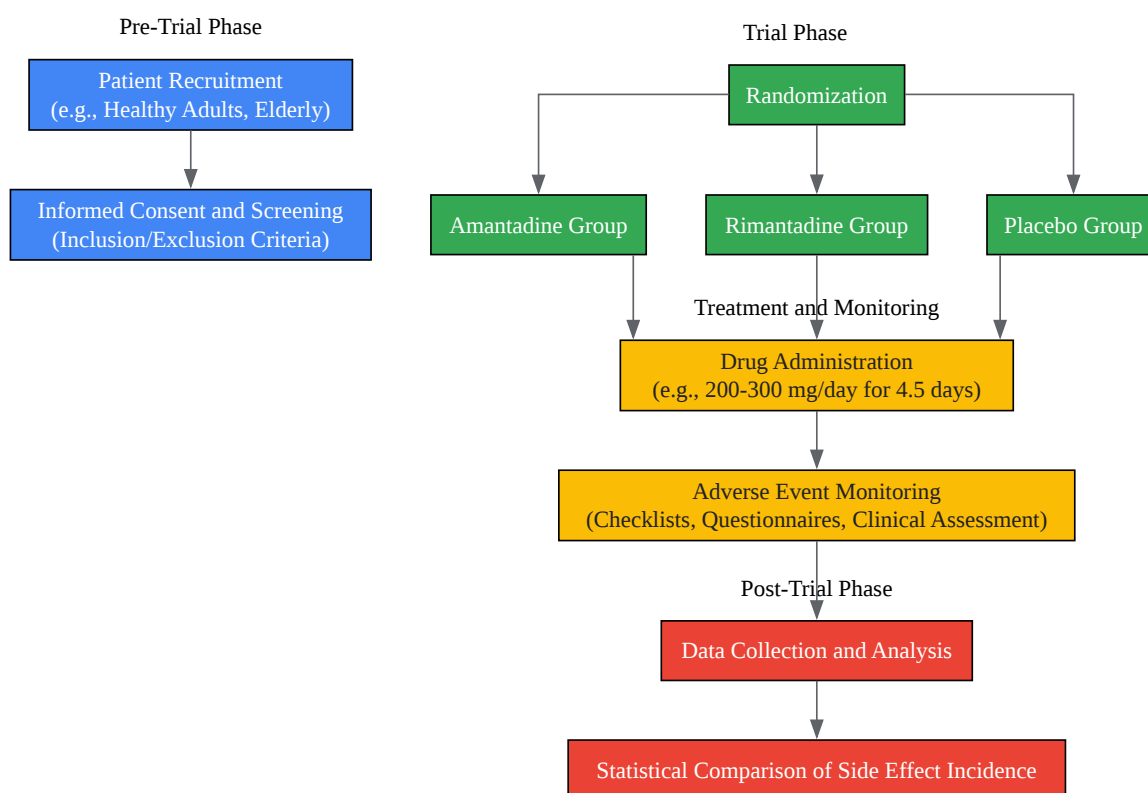 Pre-Trial Phase
Patient Recruitment
(e.g., Healthy Adults, Elderly)
Informed Consent and Screening
(Inclusion/Exclusion Criteria)
Trial Phase
Randomization
Amantadine Group
Rimantadine Group
Placebo Group
Treatment and Monitoring
Drug Administration
(e.g., 200-300 mg/day for 4.5 days)
Adverse Event Monitoring
(Checklists, Questionnaires, Clinical Assessment)
Post-Trial Phase
Data Collection and Analysis
Statistical Comparison of Side Effect Incidence